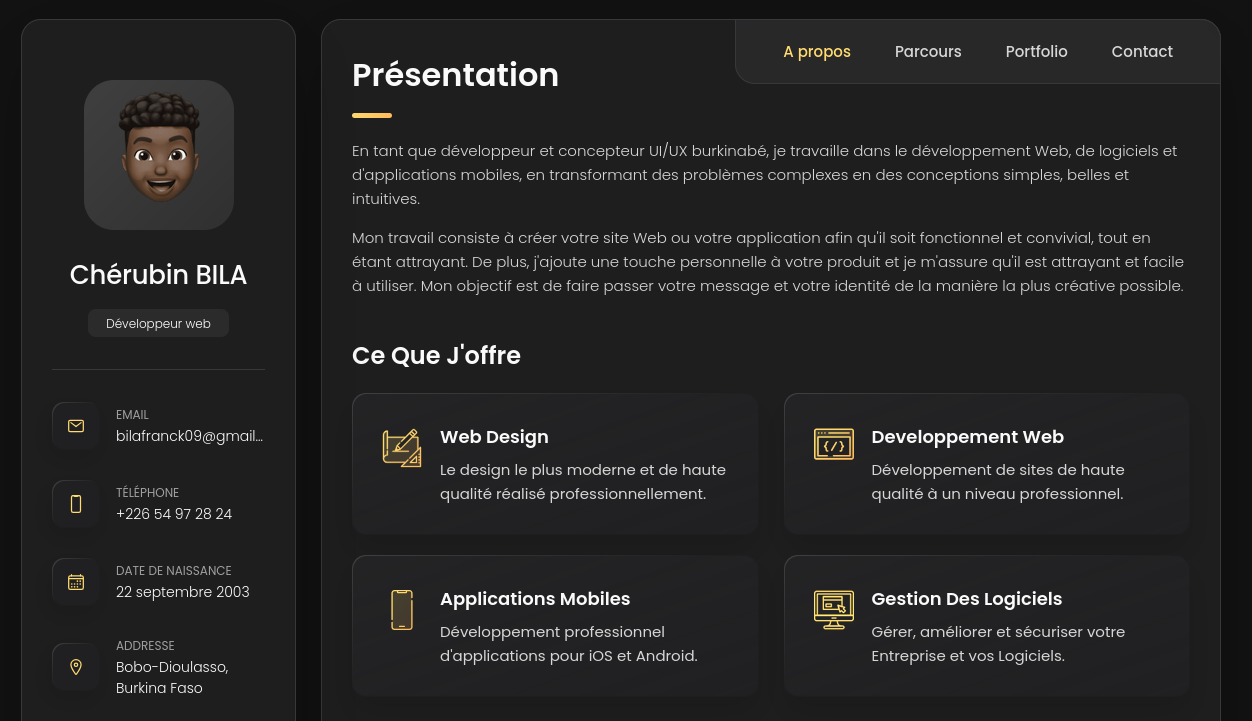 Chérubin BILA
Développeur web
EMAIL
bilafranck09@gmail...
TÉLÉPHONE
+226 54 97 28 24
DATE DE NAISSANCE
22 septembre 2003
ADDRESSE
Bobo-Dioulasso,
Burkina Faso
A propos
Parcours
Portfolio
Contact
Présentation
En tant que développeur et concepteur UI/UX burkinabé, je travaille dans le développement Web, de logiciels et
d'applications mobiles, en transformant des problèmes complexes en des conceptions simples, belles et
intuitives.
Mon travail consiste à créer votre site Web ou votre application afin qu'il soit fonctionnel et convivial, tout en
étant attrayant. De plus, j'ajoute une touche personnelle à votre produit et je m'assure qu'il est attrayant et facile
à utiliser. Mon objectif est de faire passer votre message et votre identité de la manière la plus créative possible.
Ce Que J'offre
Web Design
Le design le plus moderne et de haute
qualité réalisé professionnellement.
Developpement Web
Développement de sites de haute
qualité à un niveau professionnel.
Applications Mobiles
Développement professionnel
d'applications pour iOS et Android.
Gestion Des Logiciels
Gérer, améliorer et sécuriser votre
Entreprise et vos Logiciels.